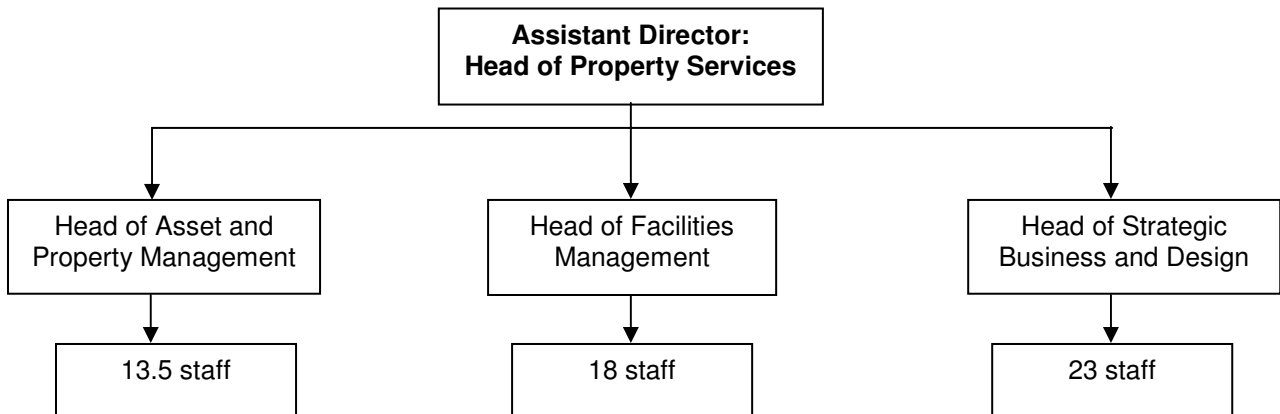 Assistant Director:
Head of Property Services
Head of Asset and
Property Management
Head of Facilities
Management
Head of Strategic
Business and Design
13.5 staff
18 staff
23 staff